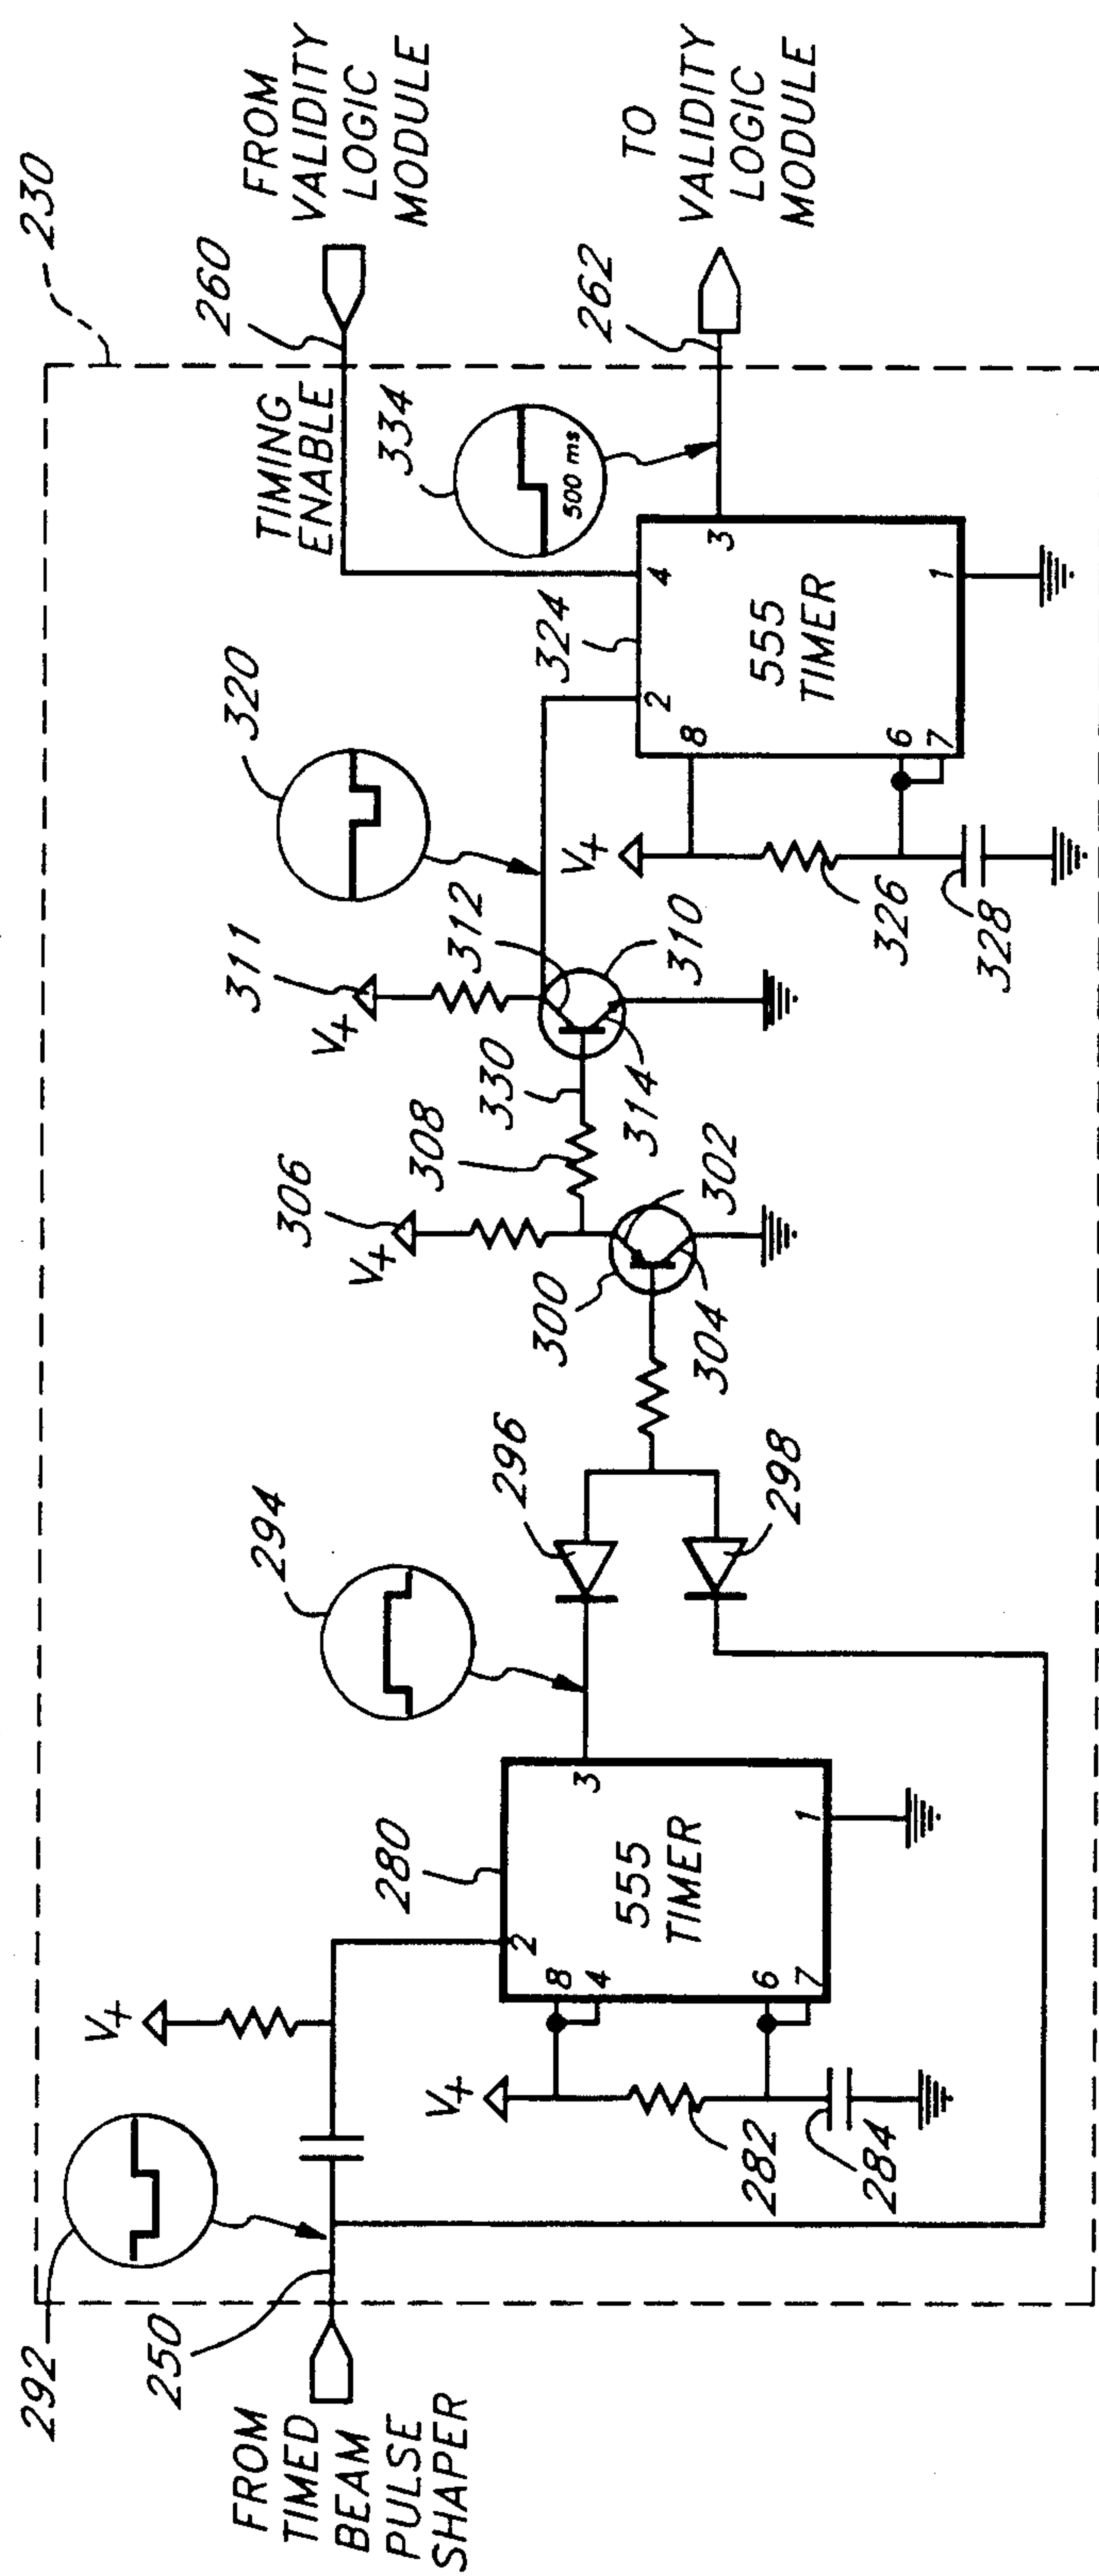 230
FROM
VALIDITY
LOGIC
MODULE
TO
VALIDITY
LOGIC
MODULE
260
262
TIMING
ENABLE
334
500 ms
320
324
4
3
2
8
555
TIMER
6
7
1
V+
326
328
311
V+
312
310
330
314
308
306
V+
302
300
304
296
298
294
280
3
2
8
4
555
TIMER
6
7
1
V+
V+
282
284
292
250
FROM
TIMED
BEAM
PULSE
SHAPER